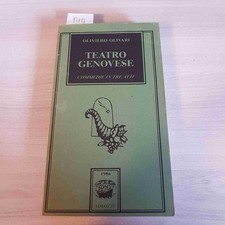 OLIVIERO OLIVARI
TEATRO
GENOVESE
COMMEDIE IN TRE ATTI